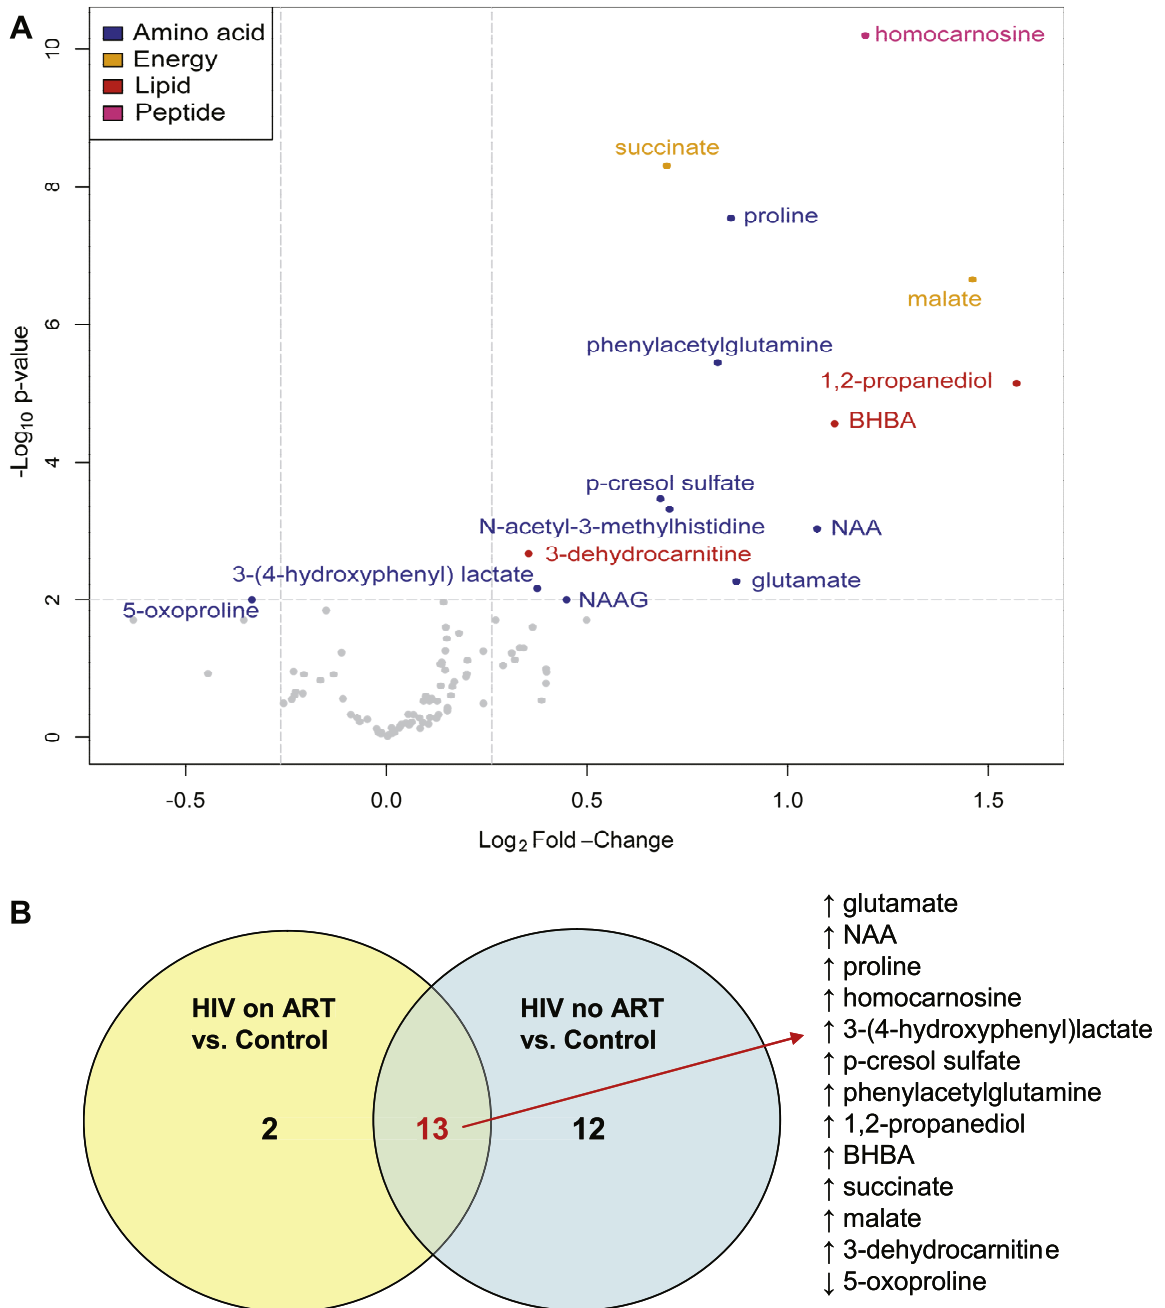 A
Amino acid
Energy
Lipid
Peptide
homocarnosine
succinate
proline
malate
phenylacetylglutamine
1,2-propanediol
BHBA
p-cresol sulfate
N-acetyl-3-methylhistidine
NAA
3-dehydrocarnitine
3-(4-hydroxyphenyl) lactate
glutamate
NAAG
5-oxoproline
10
8
6
4
2
0
-Log10 p-value
-0.5 0.0 0.5 1.0 1.5
Log2 Fold –Change
B
HIV on ART
vs. Control
HIV no ART
vs. Control
2 13 12
↑ glutamate
↑ NAA
↑ proline
↑ homocarnosine
↑ 3-(4-hydroxyphenyl)lactate
↑ p-cresol sulfate
↑ phenylacetylglutamine
↑ 1,2-propanediol
↑ BHBA
↑ succinate
↑ malate
↑ 3-dehydrocarnitine
↓ 5-oxoproline